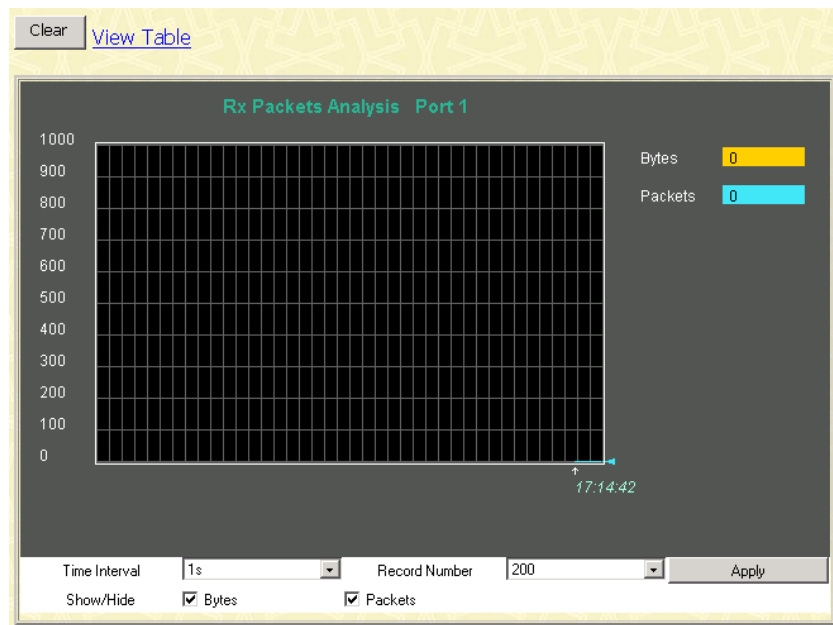 Clear View Table
Rx Packets Analysis Port 1
1000
900
800
700
600
500
400
300
200
100
0
Bytes 0
Packets 0
17:14:42
Time Interval 1s Record Number 200 Apply
Show/Hide Bytes Packets